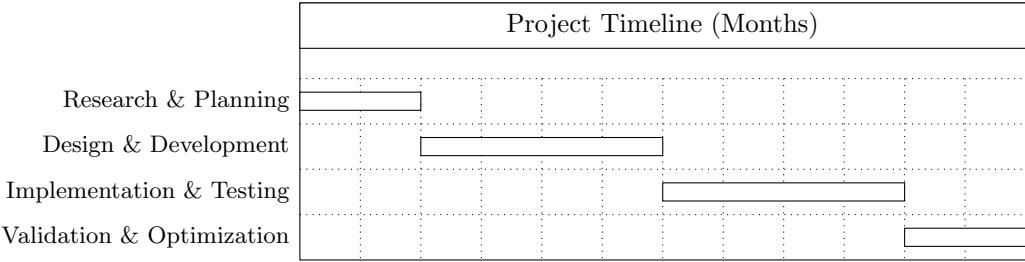 Project Timeline (Months)
Research & Planning
Design & Development
Implementation & Testing
Validation & Optimization